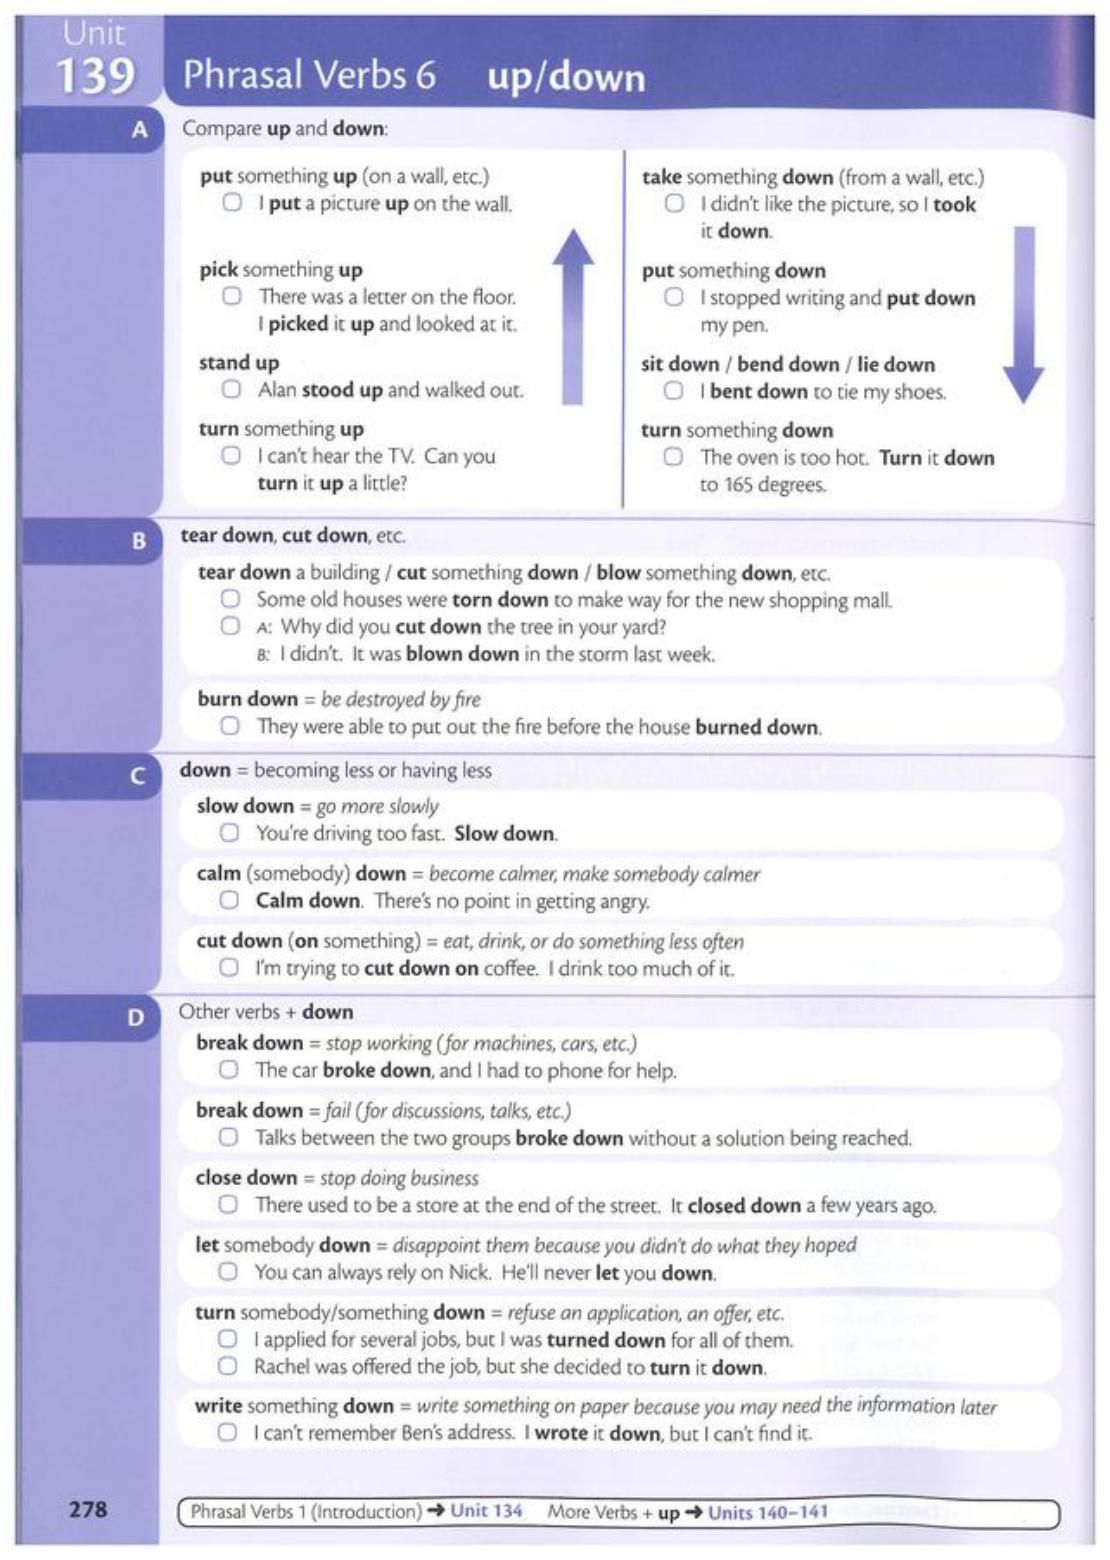 Unit
139
Phrasal Verbs 6 up/down
A
Compare up and down:
put something up (on a wall, etc.)
I put a picture up on the wall.
pick something up
There was a letter on the floor.
I picked it up and looked at it.
stand up
Alan stood up and walked out.
turn something up
I can't hear the TV. Can you
turn it up a little?
take something down (from a wall, etc.)
I didn't like the picture, so I took
it down.
put something down
I stopped writing and put down
my pen.
sit down / bend down / lie down
I bent down to tie my shoes.
turn something down
The oven is too hot. Turn it down
to 165 degrees.
B
tear down, cut down, etc.
tear down a building / cut something down / blow something down, etc.
Some old houses were torn down to make way for the new shopping mall.
A: Why did you cut down the tree in your yard?
B: I didn't. It was blown down in the storm last week.
burn down = be destroyed by fire
They were able to put out the fire before the house burned down.
C
down = becoming less or having less
slow down = go more slowly
You're driving too fast. Slow down.
calm (somebody) down = become calmer, make somebody calmer
Calm down. There's no point in getting angry.
cut down (on something) = eat, drink, or do something less often
I'm trying to cut down on coffee. I drink too much of it.
D
Other verbs + down
break down = stop working (for machines, cars, etc.)
The car broke down, and I had to phone for help.
break down = fail (for discussions, talks, etc.)
Talks between the two groups broke down without a solution being reached.
close down = stop doing business
There used to be a store at the end of the street. It closed down a few years ago.
let somebody down = disappoint them because you didn't do what they hoped
You can always rely on Nick. He'll never let you down.
turn somebody/something down = refuse an application, an offer, etc.
I applied for several jobs, but I was turned down for all of them.
Rachel was offered the job, but she decided to turn it down.
write something down = write something on paper because you may need the information later
I can't remember Ben's address. I wrote it down, but I can't find it.
278
Phrasal Verbs 1 (Introduction) → Unit 134 More Verbs + up → Units 140–141